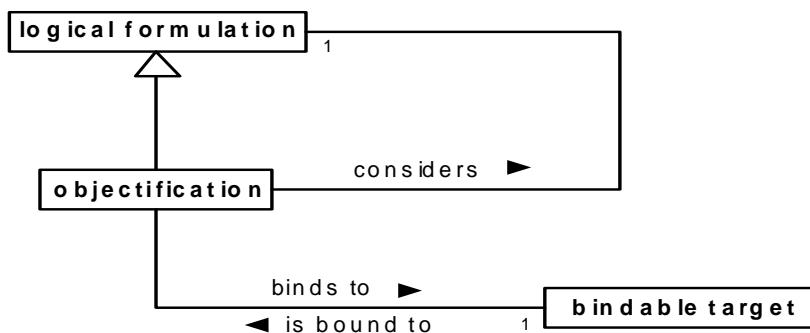 logical formulation
1
objectification
considers ►
binds to ►
◄ is bound to
1
bindable target